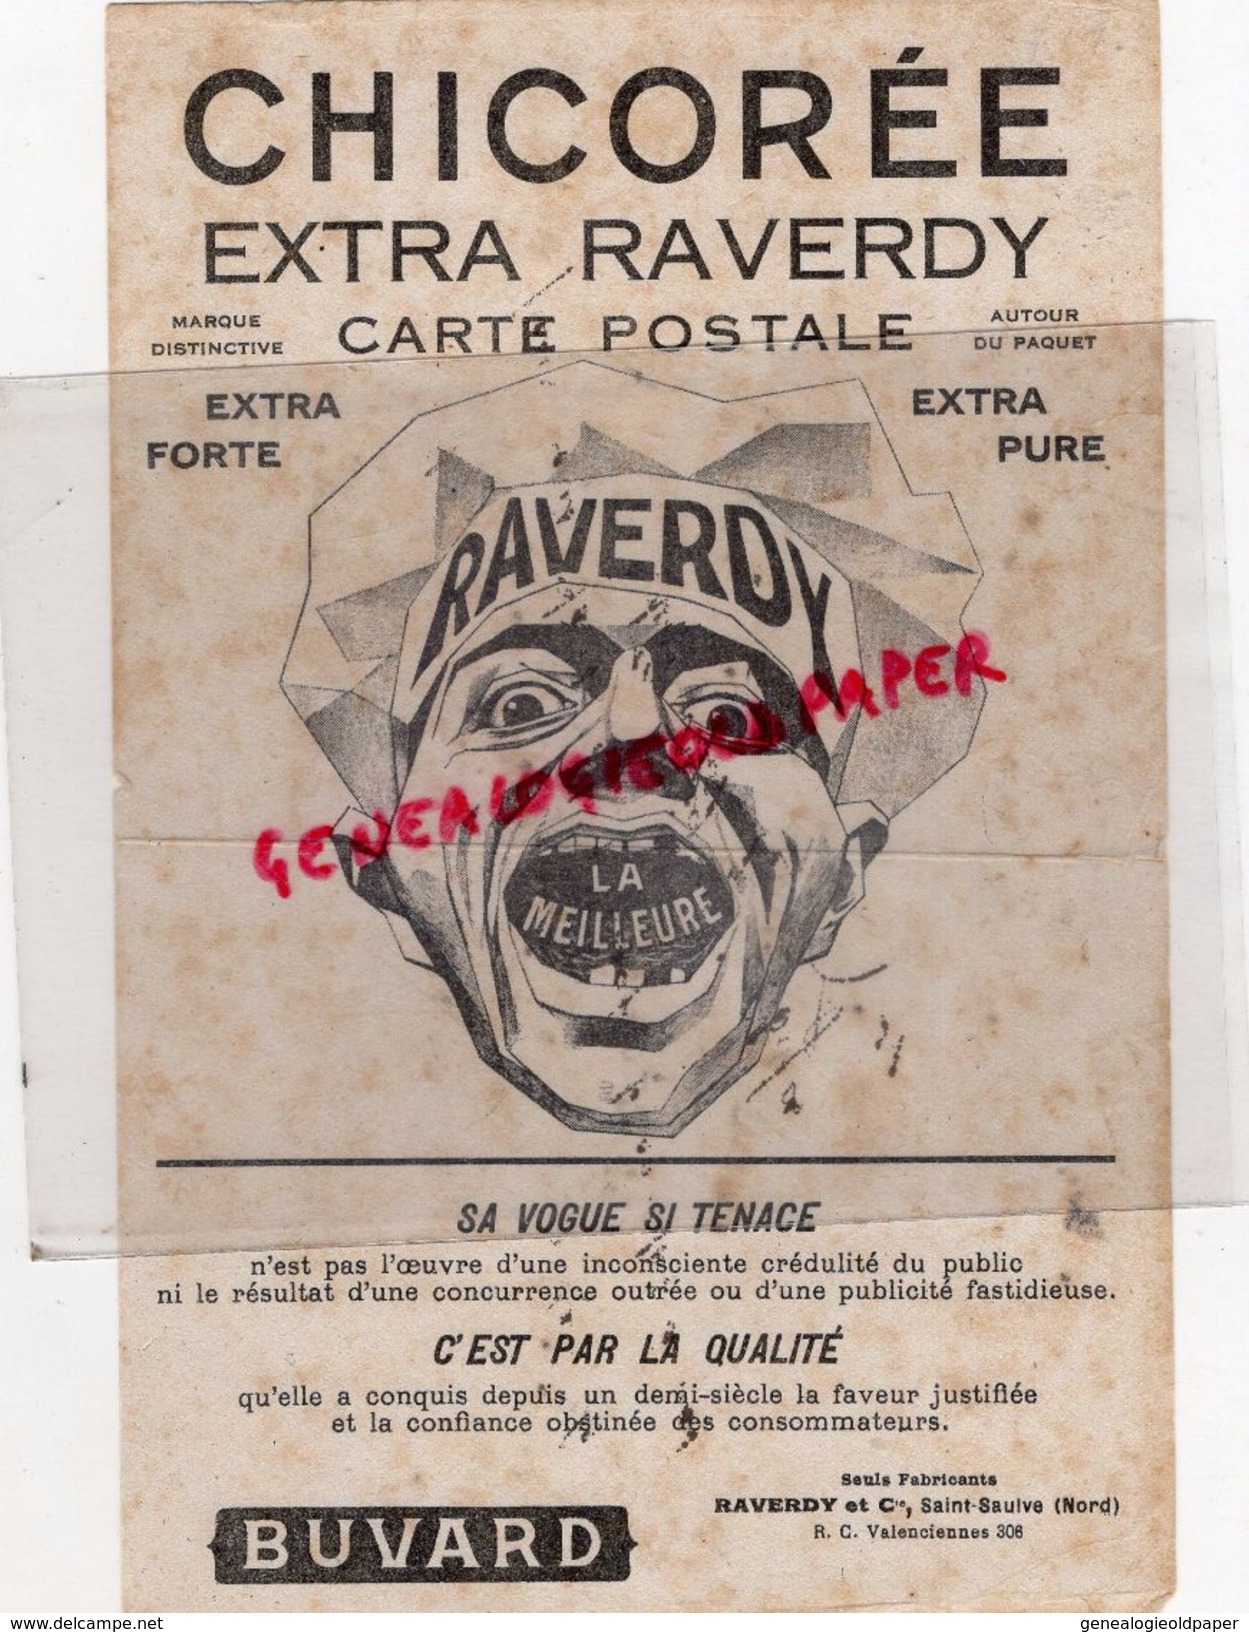 CHICORÉE
EXTRA RAVERDY
MARQUE DISTINCTIVE
CARTE POSTALE
AUTOUR DU PAQUET
EXTRA FORTE
EXTRA PURE
RAVERDY
GENEALOGIEOLDPAPER
LA
MEILLEURE
SA VOGUE SI TENACE
n'est pas l'œuvre d'une inconsciente crédulité du public
ni le résultat d'une concurrence outrée ou d'une publicité fastidieuse.
C'EST PAR LA QUALITÉ
qu'elle a conquis depuis un demi-siècle la faveur justifiée
et la confiance obstinée des consommateurs.
Seuls Fabricants
RAVERDY et Cie, Saint-Saulve (Nord)
R. C. Valenciennes 306
BUVARD
www.delcampe.net
genealogieoldpaper